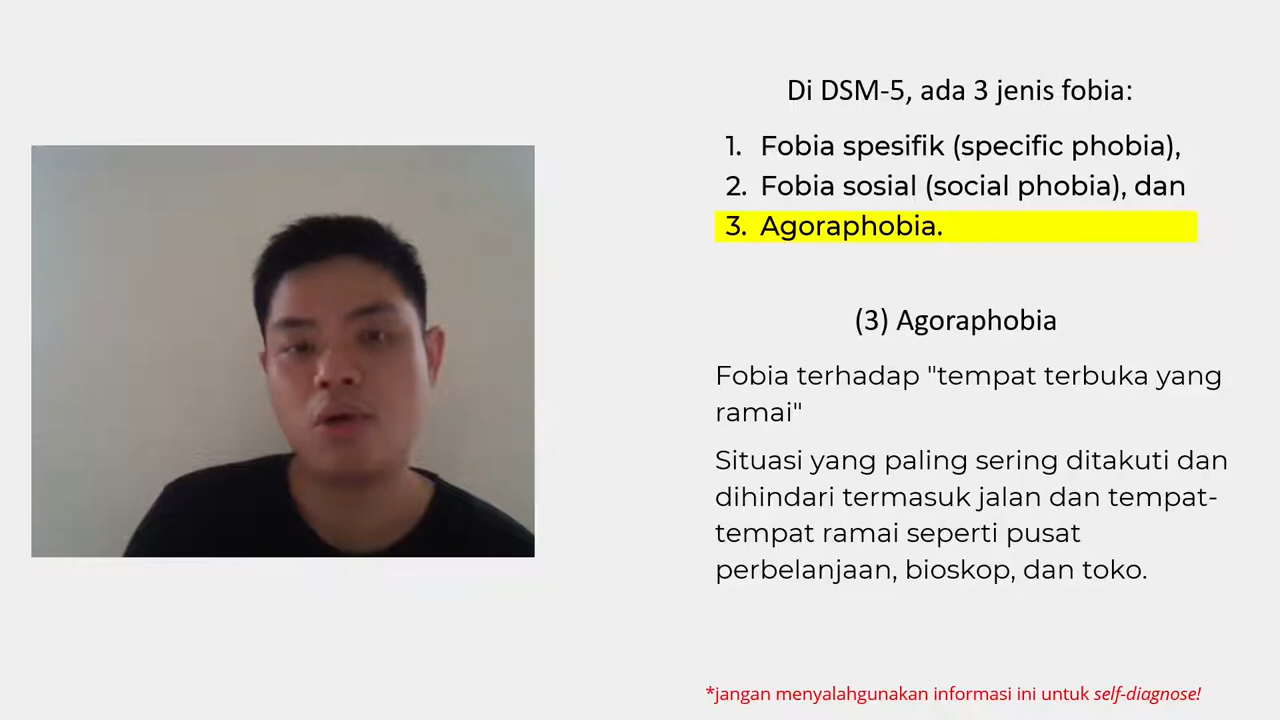 Di DSM-5, ada 3 jenis fobia:
1. Fobia spesifik (specific phobia),
2. Fobia sosial (social phobia), dan
3. Agoraphobia.
(3) Agoraphobia
Fobia terhadap "tempat terbuka yang
ramai"
Situasi yang paling sering ditakuti dan
dihindari termasuk jalan dan tempat-
tempat ramai seperti pusat
perbelanjaan, bioskop, dan toko.
*jangan menyalahgunakan informasi ini untuk self-diagnose!